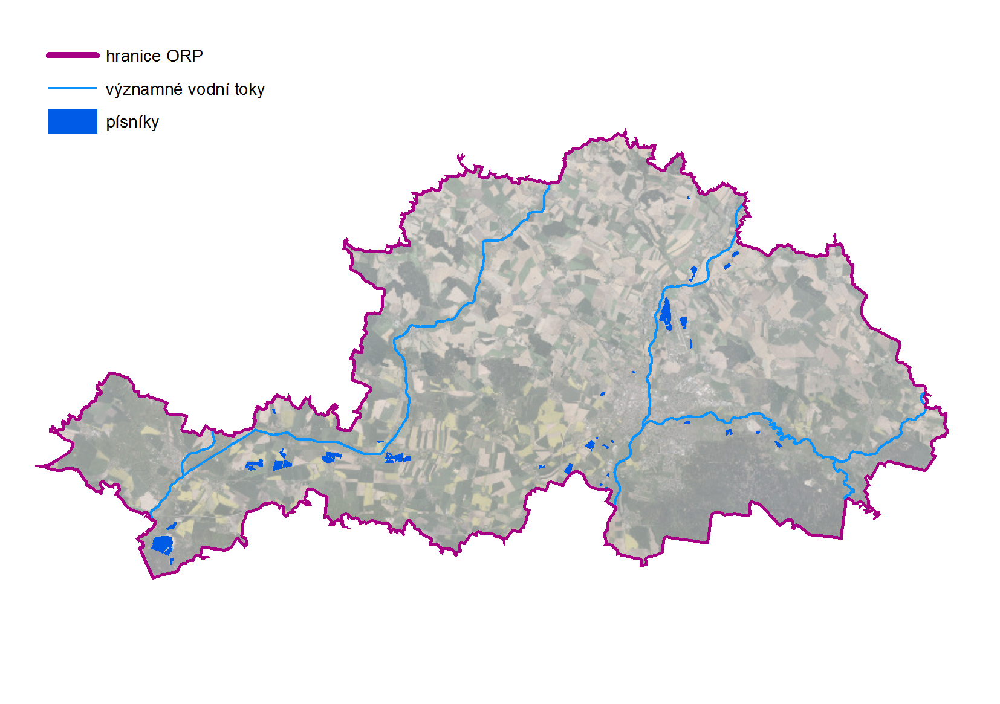 hranice ORP
významné vodní toky
písníky